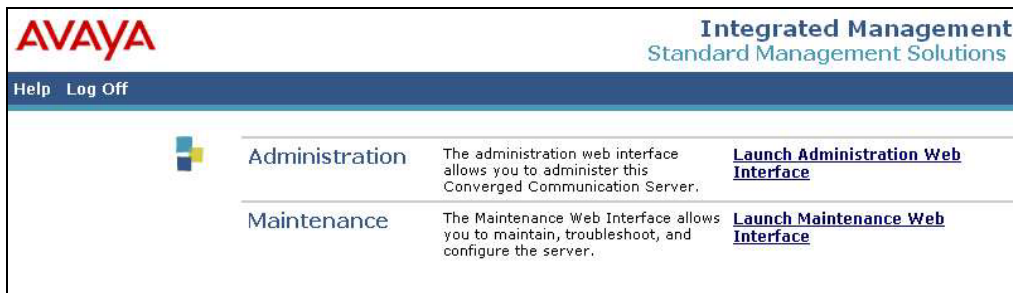 AVAYA
Integrated Management
Standard Management Solutions
Help Log Off
Administration
The administration web interface
allows you to administer this
Converged Communication Server.
Launch Administration Web
Interface
Maintenance
The Maintenance Web Interface allows
you to maintain, troubleshoot, and
configure the server.
Launch Maintenance Web
Interface